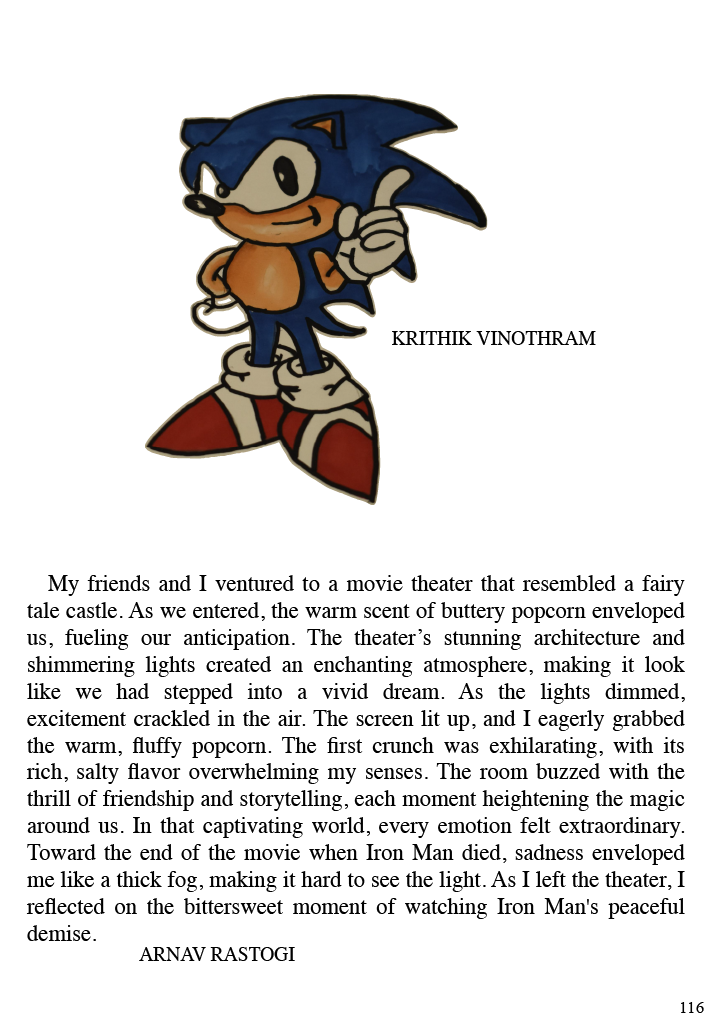 KRITHIK VINOTHRAM
My friends and I ventured to a movie theater that resembled a fairy
tale castle. As we entered, the warm scent of buttery popcorn enveloped
us, fueling our anticipation. The theater’s stunning architecture and
shimmering lights created an enchanting atmosphere, making it look
like we had stepped into a vivid dream. As the lights dimmed,
excitement crackled in the air. The screen lit up, and I eagerly grabbed
the warm, fluffy popcorn. The first crunch was exhilarating, with its
rich, salty flavor overwhelming my senses. The room buzzed with the
thrill of friendship and storytelling, each moment heightening the magic
around us. In that captivating world, every emotion felt extraordinary.
Toward the end of the movie when Iron Man died, sadness enveloped
me like a thick fog, making it hard to see the light. As I left the theater, I
reflected on the bittersweet moment of watching Iron Man's peaceful
demise.
ARNAV RASTOGI
116